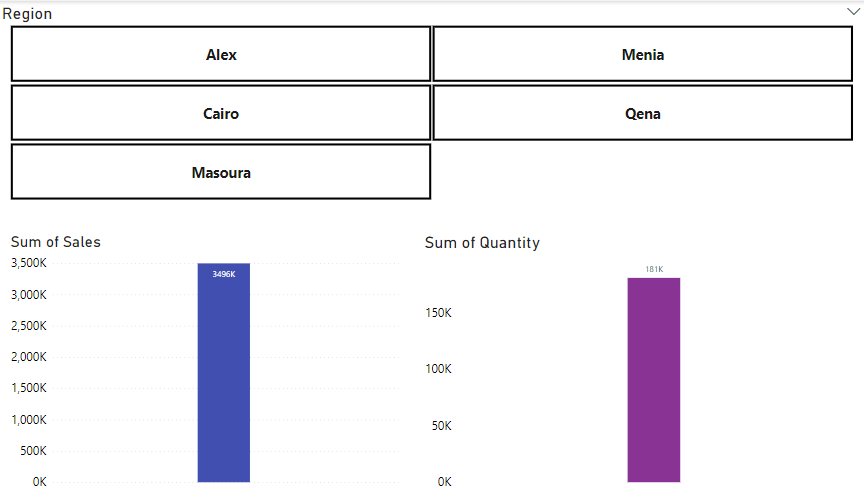 Region
Alex
Menia
Cairo
Qena
Masoura
Sum of Sales
3,500K
3496K
3,000K
2,500K
2,000K
1,500K
1,000K
500K
0K
Sum of Quantity
181K
150K
100K
50K
0K